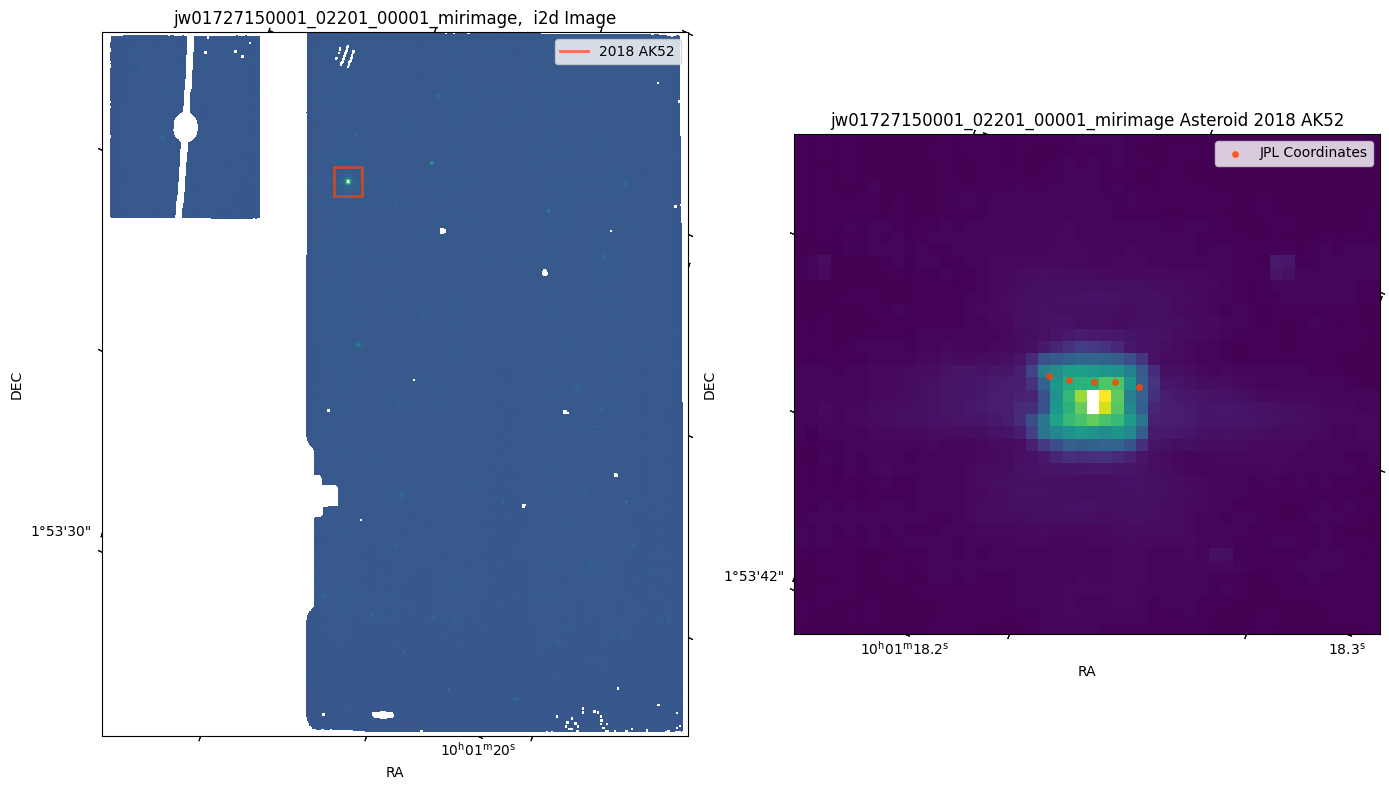 jw01727150001_02201_00001_mirimage,  i2d Image
2018 AK52
DEC
1°53'30"
10ʰ01ᵐ20ˢ
RA
jw01727150001_02201_00001_mirimage Asteroid 2018 AK52
JPL Coordinates
DEC
1°53'42"
10ʰ01ᵐ18.2ˢ
18.3ˢ
RA